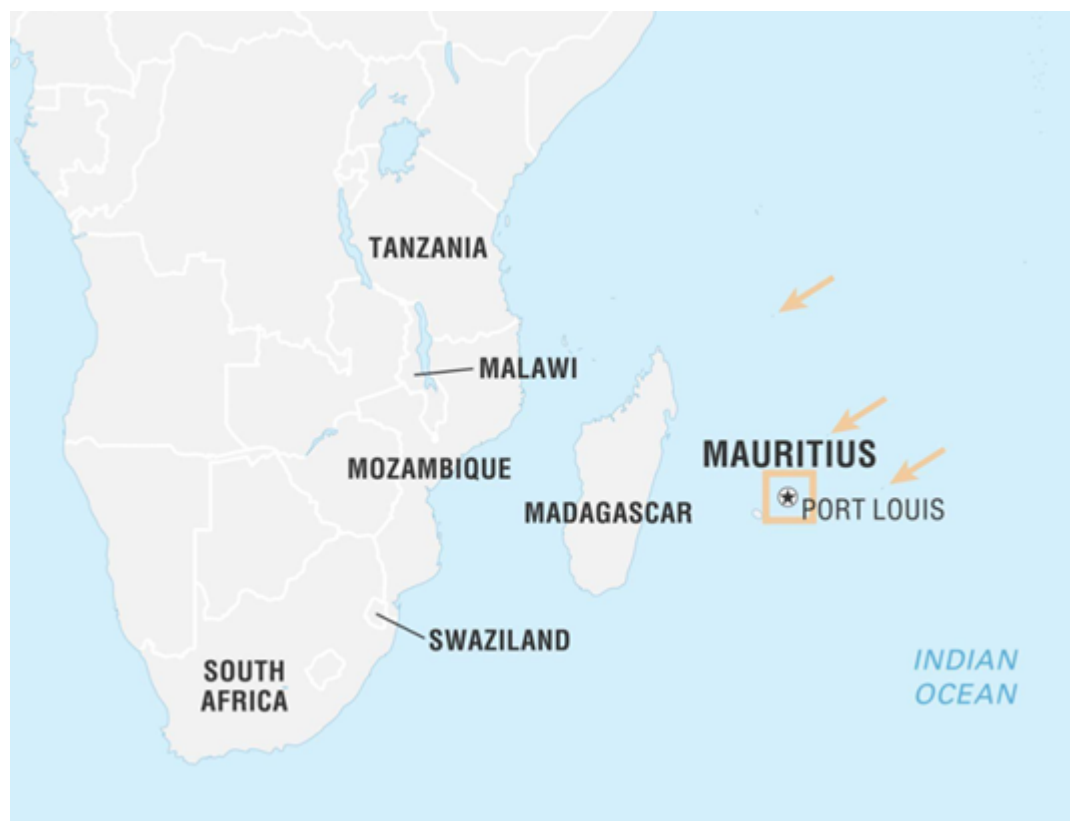 TANZANIA
MALAWI
MAURITIUS
MOZAMBIQUE
PORT LOUIS
MADAGASCAR
SWAZILAND
INDIAN
OCEAN
SOUTH
AFRICA